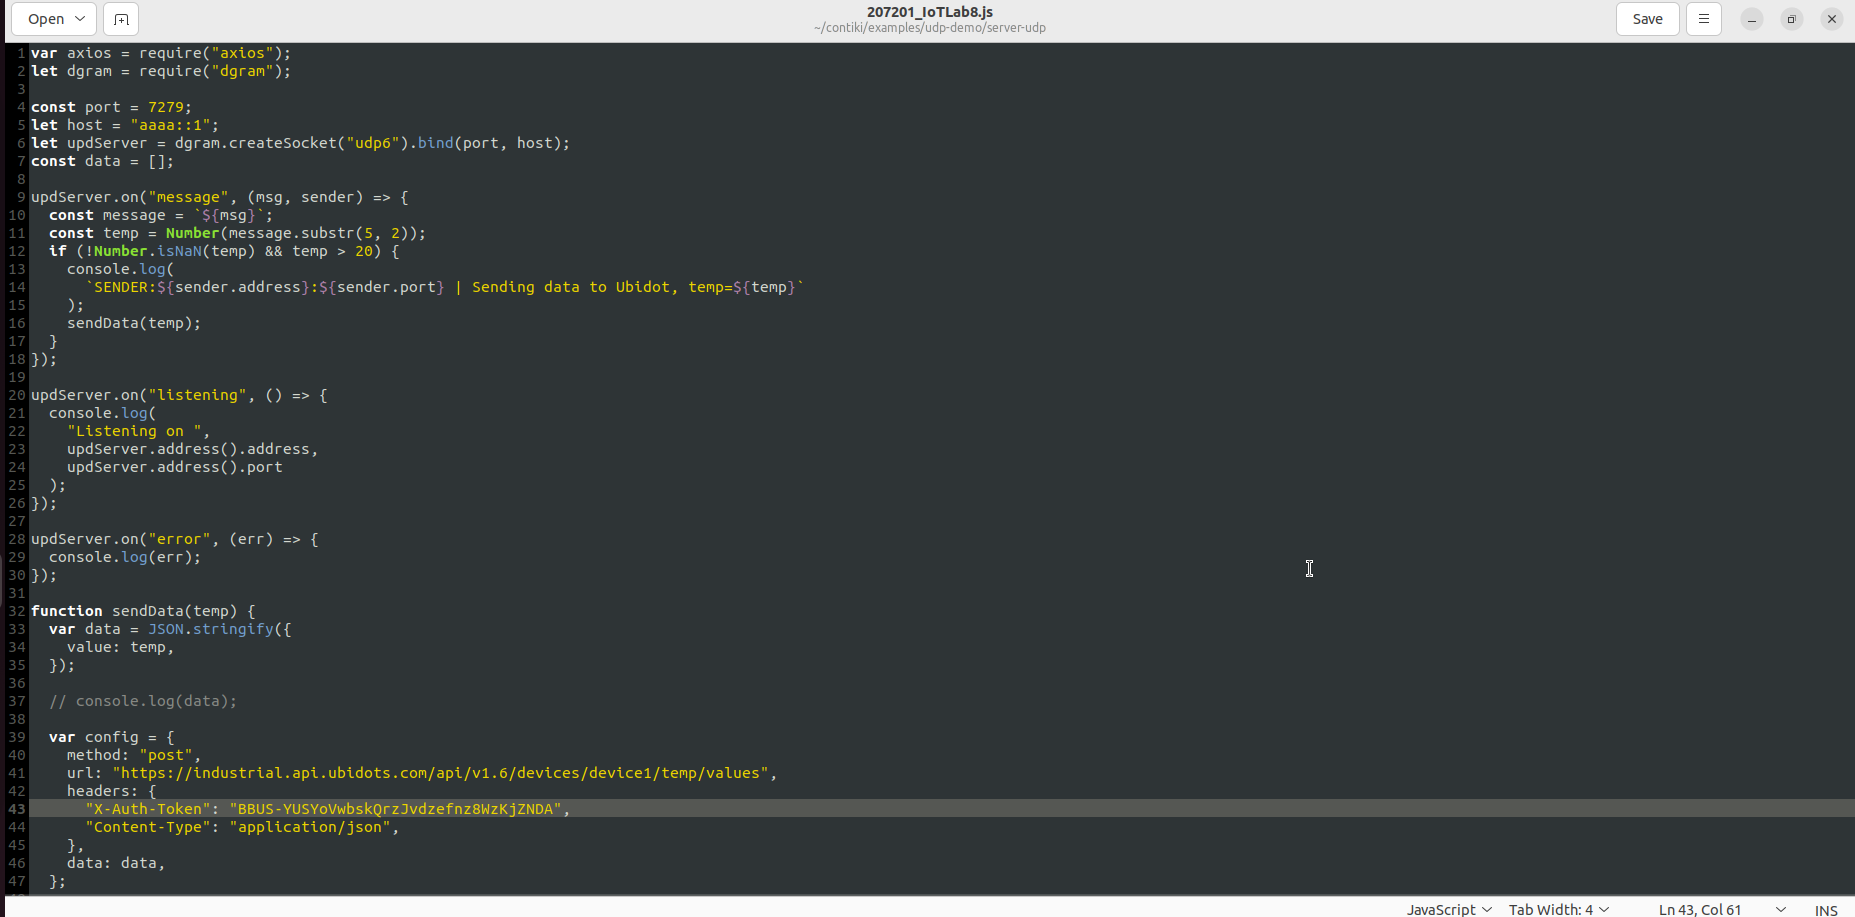 Open
207201_IoTLab8.js
~/contiki/examples/udp-demo/server-udp
Save
1 var axios = require("axios");
2 let dgram = require("dgram");
3
4 const port = 7279;
5 let host = "aaaa::1";
6 let updServer = dgram.createSocket("udp6").bind(port, host);
7 const data = [];
8
9 updServer.on("message", (msg, sender) => {
10   const message = `${msg}`;
11   const temp = Number(message.substr(5, 2));
12   if (!Number.isNaN(temp) && temp > 20) {
13     console.log(
14       `SENDER:${sender.address}:${sender.port} | Sending data to Ubidot, temp=${temp}`
15     );
16     sendData(temp);
17   }
18 });
19
20 updServer.on("listening", () => {
21   console.log(
22     "Listening on ",
23     updServer.address().address,
24     updServer.address().port
25   );
26 });
27
28 updServer.on("error", (err) => {
29   console.log(err);
30 });
31
32 function sendData(temp) {
33   var data = JSON.stringify({
34     value: temp,
35   });
36
37   // console.log(data);
38
39   var config = {
40     method: "post",
41     url: "https://industrial.api.ubidots.com/api/v1.6/devices/device1/temp/values",
42     headers: {
43       "X-Auth-Token": "BBUS-YUSYoVwbskQrzJvdzefnz8WzKjZNDA",
44       "Content-Type": "application/json",
45     },
46     data: data,
47   };
JavaScript Tab Width: 4 Ln 43, Col 61 INS